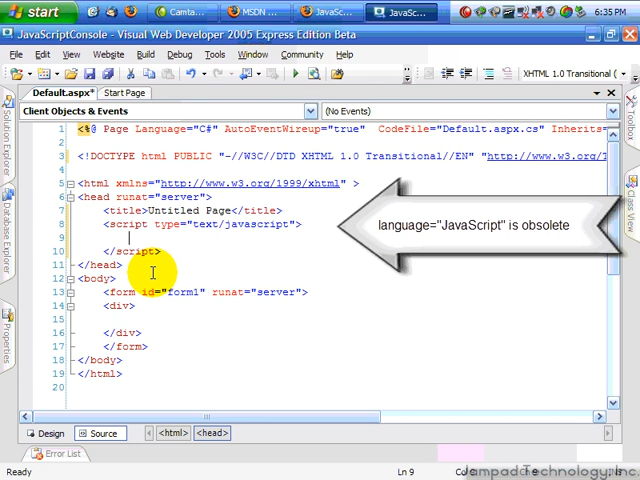 start
Camta...
MSDN ...
JavaSc...
JavaSc...
6:35 PM
JavaScriptConsole - Visual Web Developer 2005 Express Edition Beta
File Edit View Website Build Debug Tools Window Community Help
XHTML 1.0 Transitional (
Default.aspx* Start Page
Client Objects & Events
(No Events)
1 <%@ Page Language="C#" AutoEventWireup="true" CodeFile="Default.aspx.cs" Inherits=
2
3 <!DOCTYPE html PUBLIC "-//W3C//DTD XHTML 1.0 Transitional//EN" "http://www.w3.org/T
4
5 <html xmlns="http://www.w3.org/1999/xhtml" >
6 <head runat="server">
7 <title>Untitled Page</title>
8 <script type="text/javascript">
9
10 </script>
11 </head>
12 <body>
13 <form id="form1" runat="server">
14 <div>
15
16 </div>
17 </form>
18 </body>
19 </html>
20
language="JavaScript" is obsolete
Solution Explorer
Database Explorer
Properties
Toolbox
Class View
Design Source <html> <head>
Error List
Ready
Ln 9
JampadTechnology,Inc.